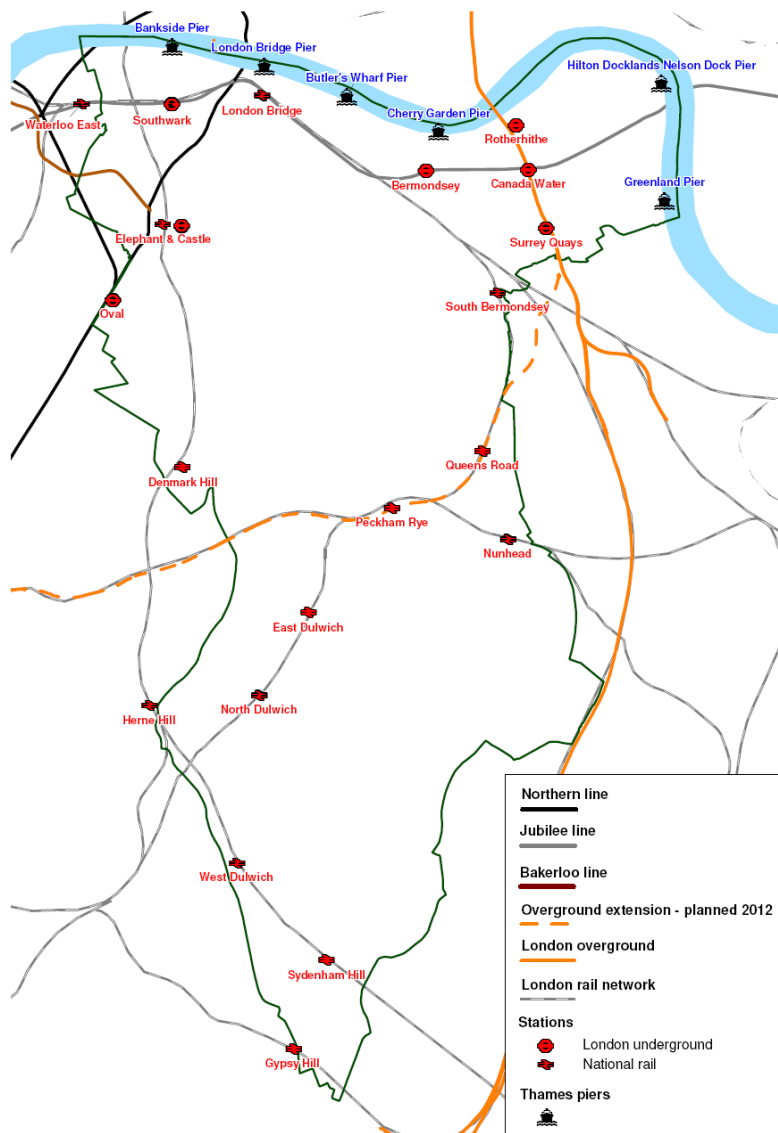 Bankside Pier
London Bridge Pier
Hilton Docklands Nelson Dock Pier
Butler's Wharf Pier
London Bridge
Waterloo East
Southwark
Cherry Garden Pier
Rotherhithe
Bermondsey
Canada Water
Greenland Pier
Elephant & Castle
Surrey Quays
South Bermondsey
Oval
Queens Road
Denmark Hill
Peckham Rye
Nunhead
East Dulwich
North Dulwich
Herne Hill
West Dulwich
Sydenham Hill
Gypsy Hill
Northern line
Jubilee line
Bakerloo line
Overground extension - planned 2012
London overground
London rail network
Stations
London underground
National rail
Thames piers